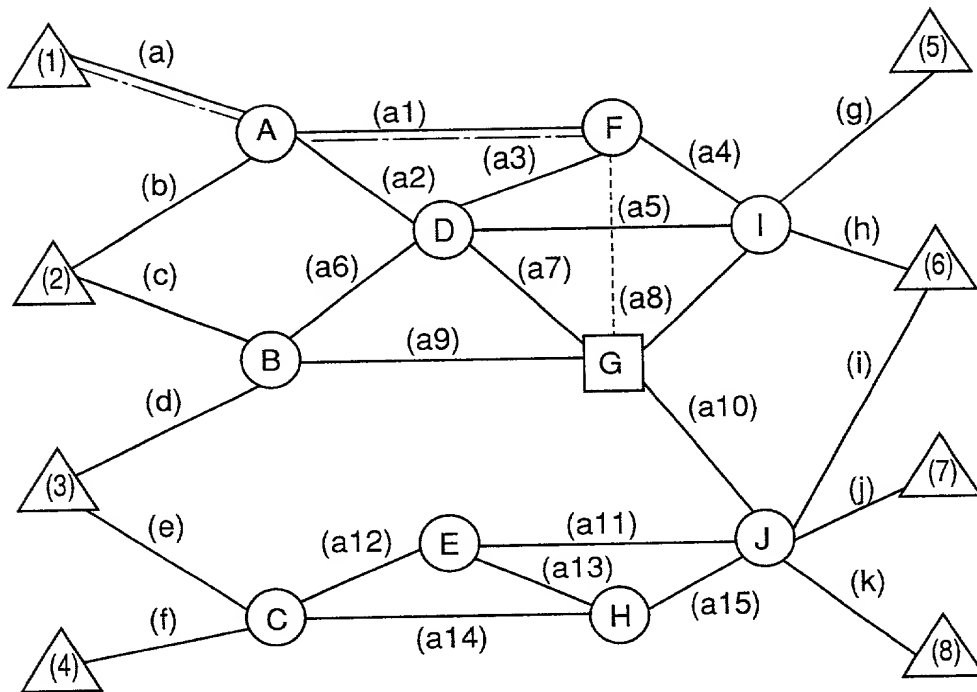 (1) (a) (5)
(g)
A (a1) F
(a3) (a4)
(b) (a2)
D (a5) I
(h)
(2) (c) (a6) (a7) (a8) (6)
B (a9) G
(i)
(d) (a10)
(3) (j) (7)
(e) (a12) E (a11) J
(a13)
(k)
C H (a15)
(f) (a14)
(4) (8)